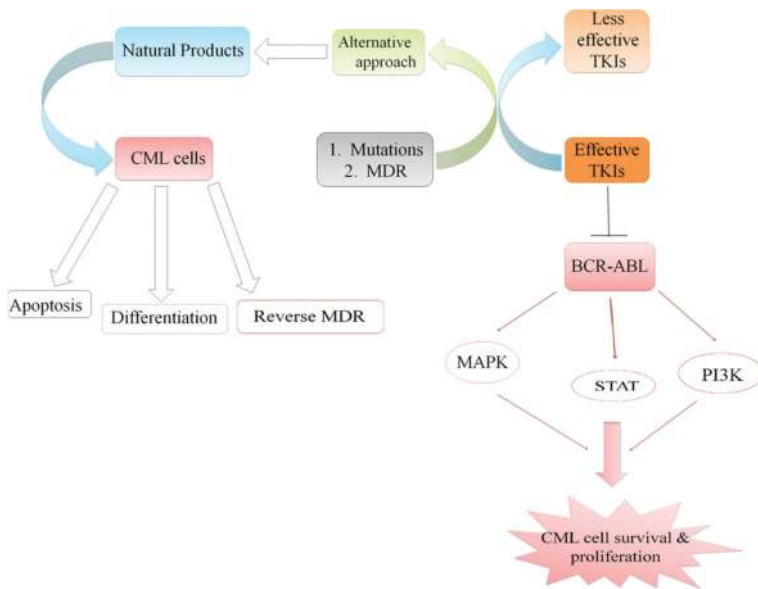 Natural Products
Alternative
approach
Less
effective
TKIs
CML cells
1. Mutations
2. MDR
Effective
TKIs
BCR-ABL
Apoptosis
Differentiation
Reverse MDR
MAPK
STAT
PI3K
CML cell survival &
proliferation